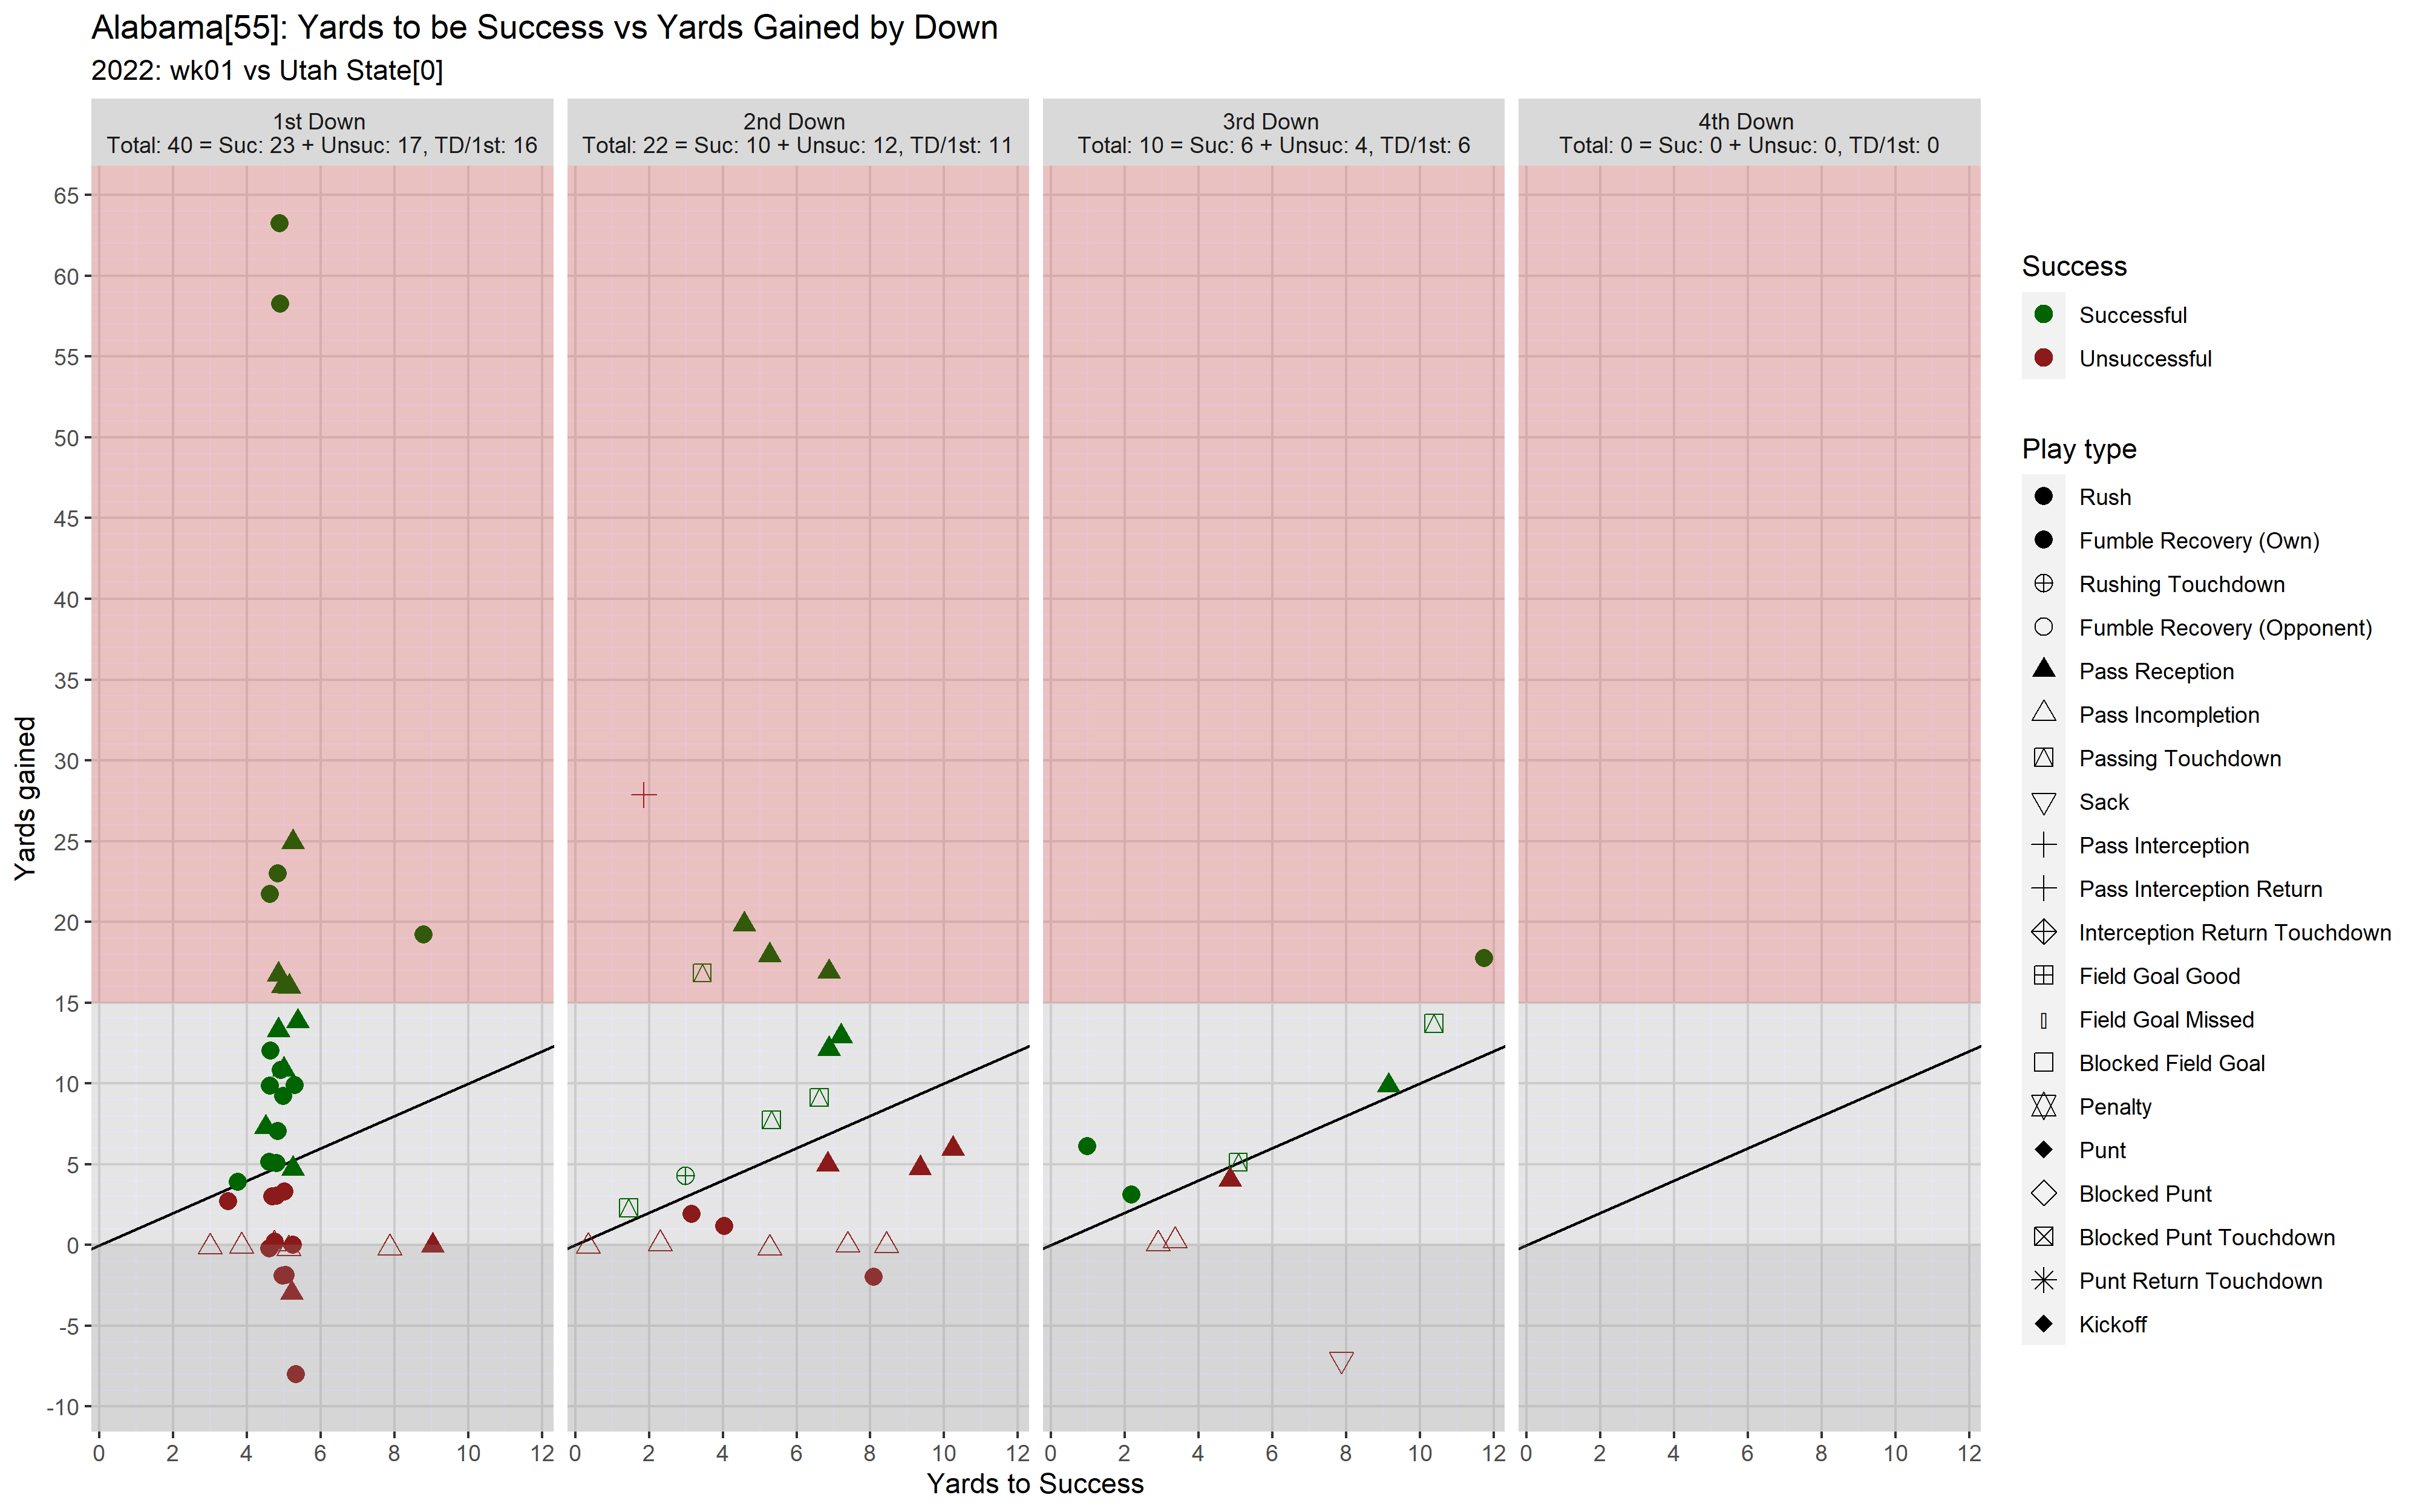 Alabama[55]: Yards to be Success vs Yards Gained by Down
2022: wk01 vs Utah State[0]
1st Down
Total: 40 = Suc: 23 + Unsuc: 17, TD/1st: 16
2nd Down
Total: 22 = Suc: 10 + Unsuc: 12, TD/1st: 11
3rd Down
Total: 10 = Suc: 6 + Unsuc: 4, TD/1st: 6
4th Down
Total: 0 = Suc: 0 + Unsuc: 0, TD/1st: 0
Yards gained
65
60
55
50
45
40
35
30
25
20
15
10
5
0
-5
-10
0 2 4 6 8 10 12
0 2 4 6 8 10 12
0 2 4 6 8 10 12
0 2 4 6 8 10 12
Yards to Success
Success
Successful
Unsuccessful
Play type
Rush
Fumble Recovery (Own)
Rushing Touchdown
Fumble Recovery (Opponent)
Pass Reception
Pass Incompletion
Passing Touchdown
Sack
Pass Interception
Pass Interception Return
Interception Return Touchdown
Field Goal Good
Field Goal Missed
Blocked Field Goal
Penalty
Punt
Blocked Punt
Blocked Punt Touchdown
Punt Return Touchdown
Kickoff